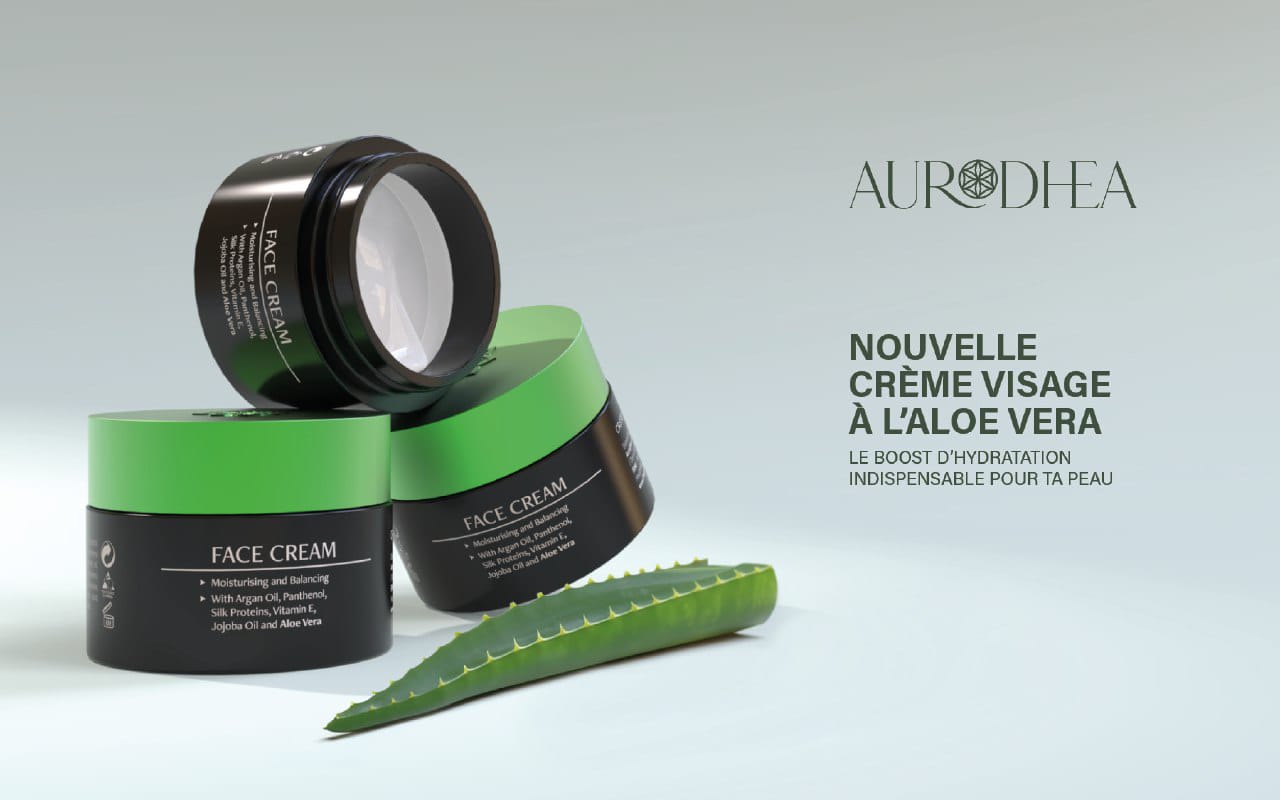 AURODHEA
NOUVELLE
CRÈME VISAGE
À L'ALOE VERA
LE BOOST D'HYDRATATION
INDISPENSABLE POUR TA PEAU
FACE CREAM
➤ Moisturising and Balancing
➤ With Argan Oil, Panthenol,
Silk Proteins, Vitamin E,
Jojoba Oil and Aloe Vera
FACE CREAM
➤ Moisturising and Balancing
➤ With Argan Oil, Panthenol,
Silk Proteins, Vitamin E,
Jojoba Oil and Aloe Vera
FACE CREAM
➤ Moisturising and Balancing
➤ With Argan Oil, Panthenol,
Silk Proteins, Vitamin E,
Jojoba Oil and Aloe Vera